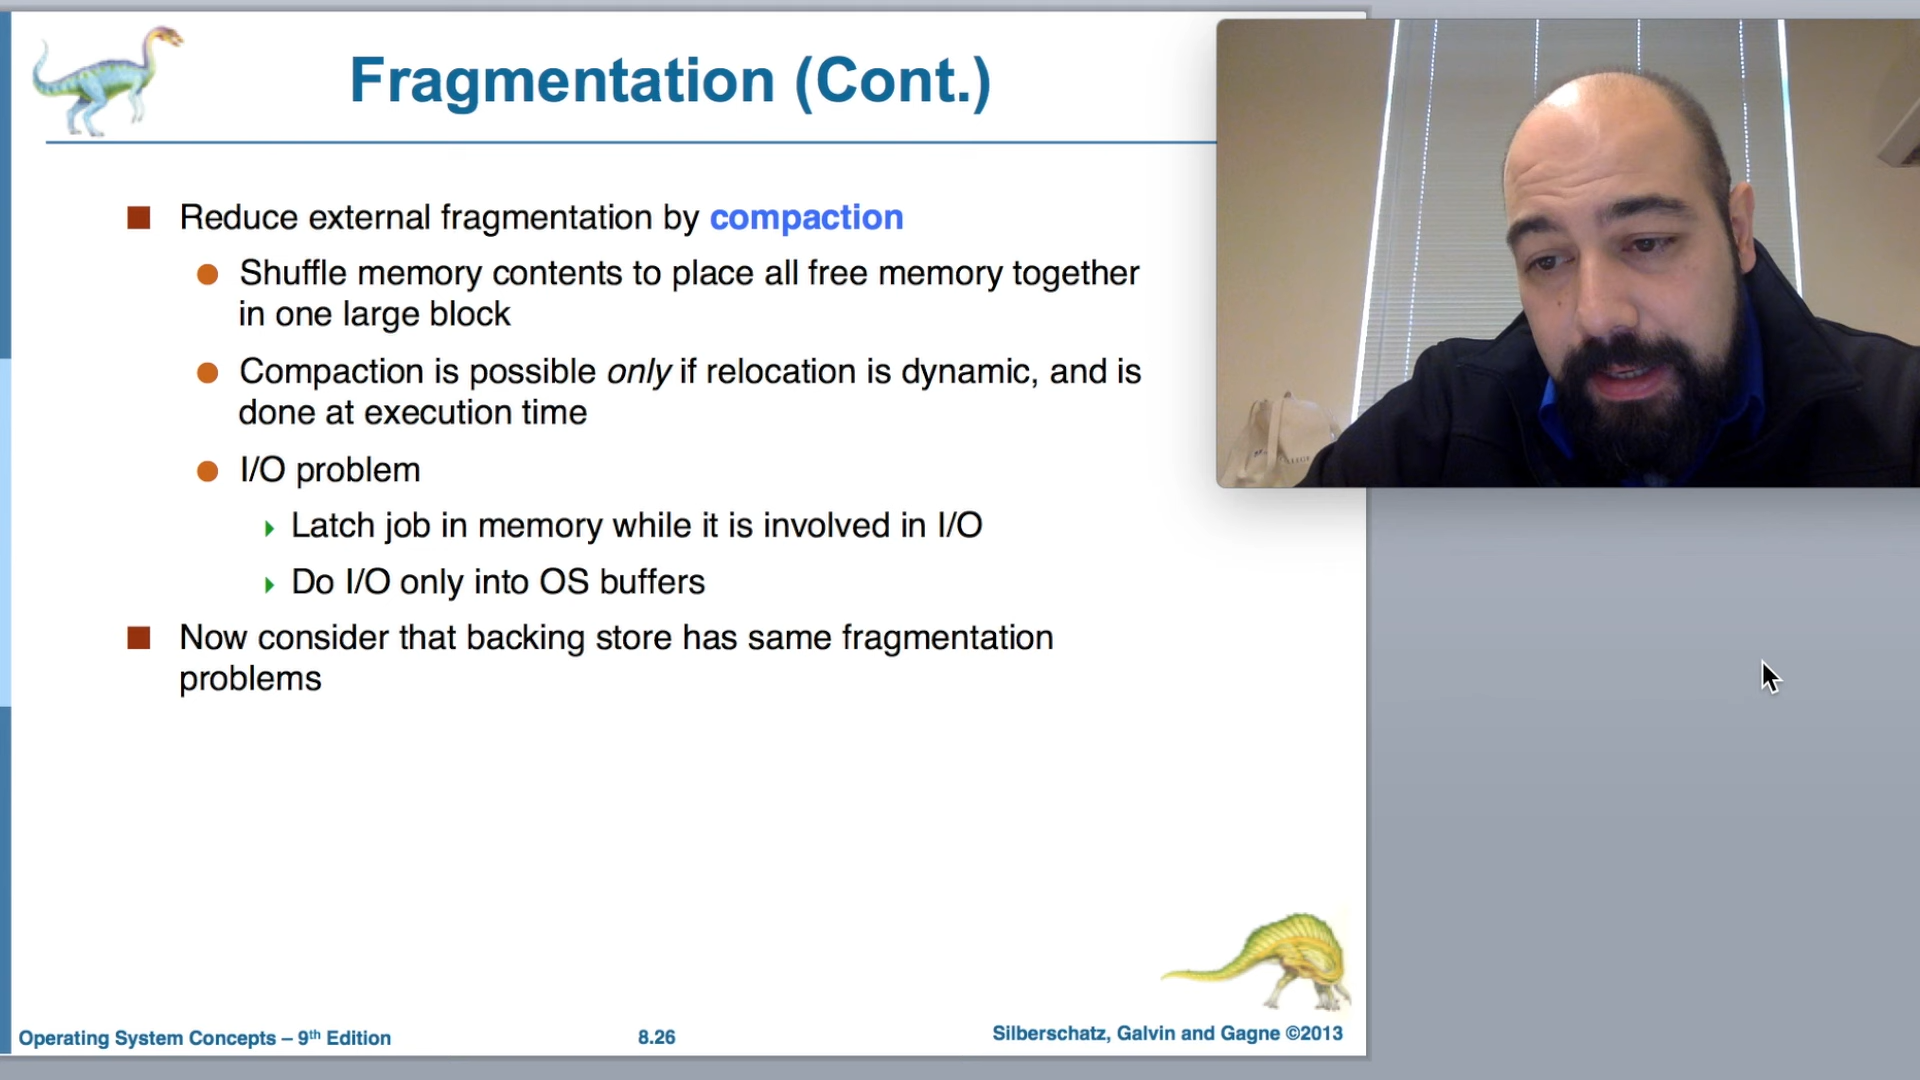 Fragmentation (Cont.)
Reduce external fragmentation by compaction
Shuffle memory contents to place all free memory together
in one large block
Compaction is possible only if relocation is dynamic, and is
done at execution time
I/O problem
Latch job in memory while it is involved in I/O
Do I/O only into OS buffers
Now consider that backing store has same fragmentation
problems
Operating System Concepts – 9th Edition
8.26
Silberschatz, Galvin and Gagne ©2013